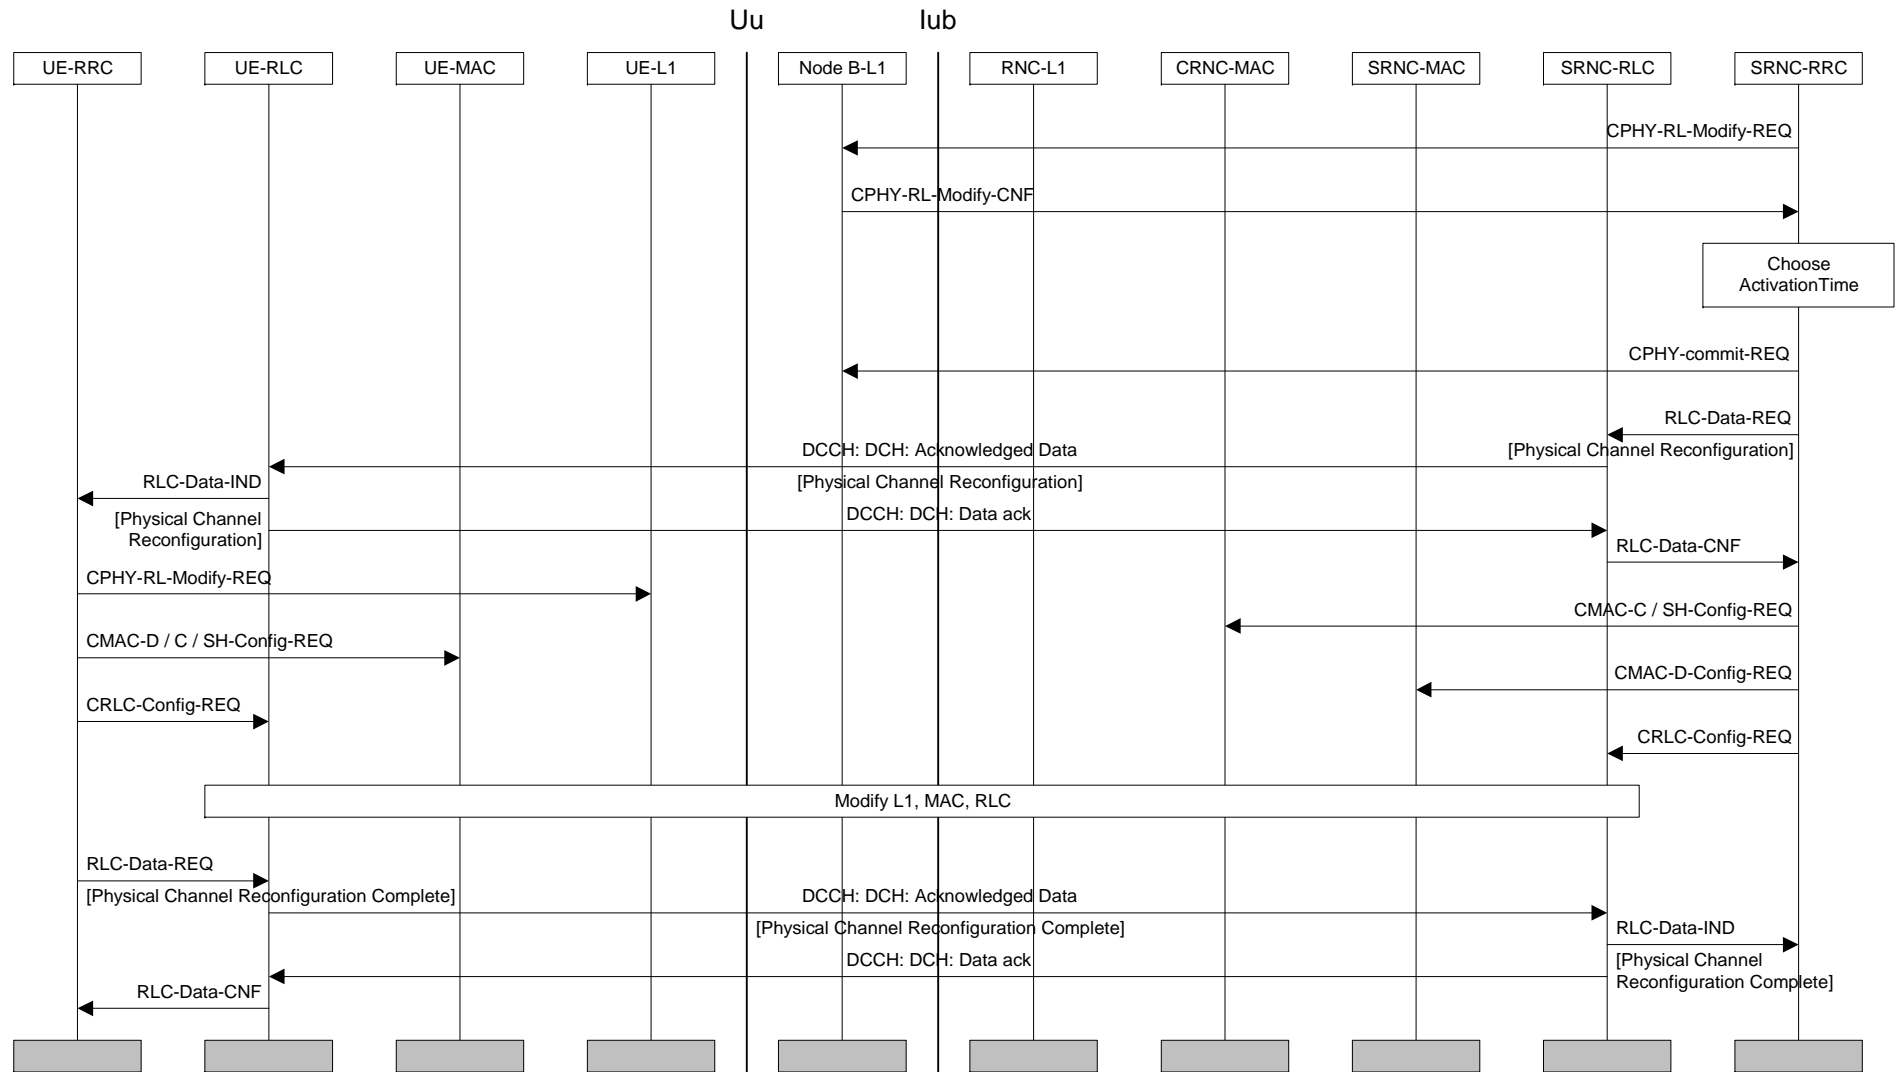 Uu
Iub
UE-RRC
UE-RLC
UE-MAC
UE-L1
Node B-L1
RNC-L1
CRNC-MAC
SRNC-MAC
SRNC-RLC
SRNC-RRC
CPHY-RL-Modify-REQ
CPHY-RL-Modify-CNF
Choose
ActivationTime
CPHY-commit-REQ
RLC-Data-REQ
[Physical Channel Reconfiguration]
DCCH: DCH: Acknowledged Data
[Physical Channel Reconfiguration]
RLC-Data-IND
[Physical Channel
Reconfiguration]
DCCH: DCH: Data ack
RLC-Data-CNF
CPHY-RL-Modify-REQ
CMAC-C / SH-Config-REQ
CMAC-D / C / SH-Config-REQ
CMAC-D-Config-REQ
CRLC-Config-REQ
CRLC-Config-REQ
Modify L1, MAC, RLC
RLC-Data-REQ
[Physical Channel Reconfiguration Complete]
DCCH: DCH: Acknowledged Data
[Physical Channel Reconfiguration Complete]
RLC-Data-IND
[Physical Channel
Reconfiguration Complete]
DCCH: DCH: Data ack
RLC-Data-CNF